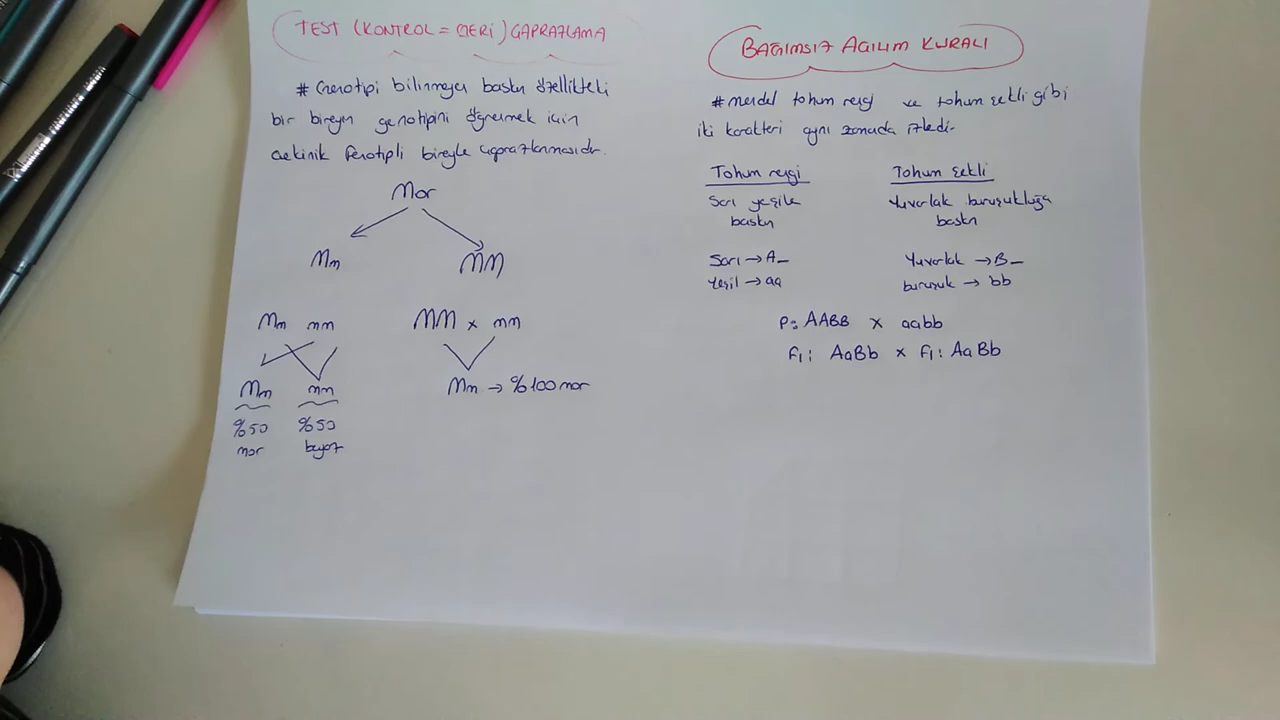 TEST (KONTROL = GERİ) ÇAPRAZLAMA
# Genotipi bilinmeyen baskın özellikteki
bir bireyin genotipini öğrenmek için
çekinik fenotipli bireyle çaprazlanmasıdır.
Mor
Mm MM
Mm mm
Mm mm
%50 %50
mor beyaz
MM x mm
Mm → %100 mor
BAĞIMSIZ AÇILIM KURALI
# mendel tohum rengi ve tohum şekli gibi
iki karakteri aynı zamanda izledi.
Tohum rengi Tohum şekli
Sarı yeşile Yuvarlak buruşukluğa
baskın baskın
Sarı → A_ Yuvarlak → B_
Yeşil → aa buruşuk → bb
P: AABB x aabb
F1: AaBb x F1: AaBb